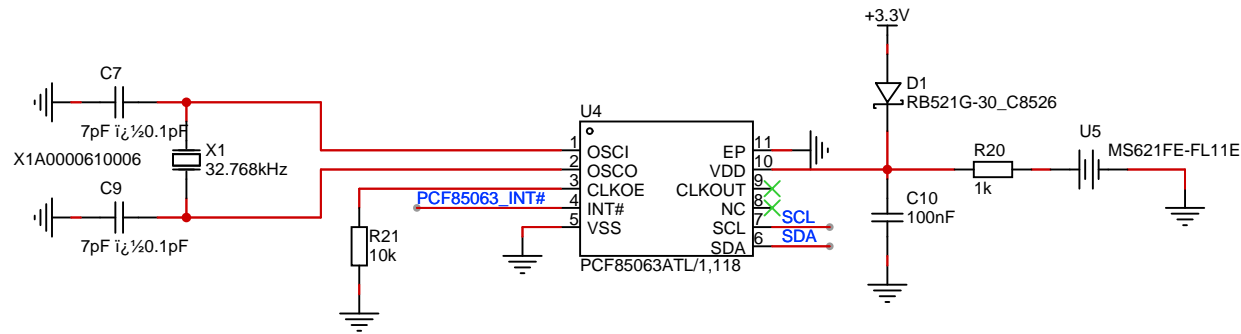 +3.3V
C7
7pF ï¿½0.1pF
X1A0000610006
X1
32.768kHz
C9
7pF ï¿½0.1pF
PCF85063_INT#
R21
10k
U4
1 OSCI
2 OSCO
3 CLKOE
4 INT#
5 VSS
EP 11
VDD 10
CLKOUT 9
NC 8
SCL 7
SDA 6
PCF85063ATL/1,118
SCL
SDA
D1
RB521G-30_C8526
C10
100nF
R20
1k
U5
MS621FE-FL11E